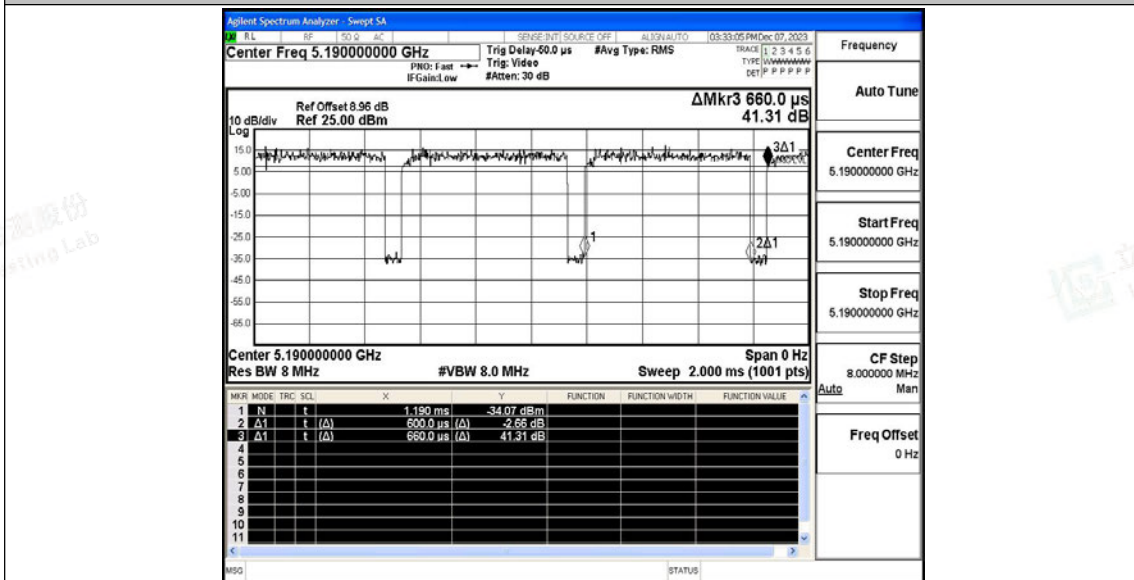 Agilent Spectrum Analyzer - Swept SA
RL RF 50 Ω AC SENSE:INT SOURCE OFF ALIGNAUTO 03:33:05 PM Dec 07, 2023
Center Freq 5.190000000 GHz Trig Delay-50.0 µs #Avg Type: RMS TRACE 1 2 3 4 5 6 Frequency
PNO: Fast Trig: Video TYPE WWWWWW
IFGain:Low #Atten: 30 dB DET P P P P P P
Auto Tune
ΔMkr3 660.0 µs
Ref Offset 8.96 dB 41.31 dB
10 dB/div Ref 25.00 dBm
Log
15.0 3Δ1 Center Freq
5.00 5.190000000 GHz
-5.00
-15.0 Start Freq
-25.0 1 2Δ1 5.190000000 GHz
-35.0
-45.0
-55.0 Stop Freq
-65.0 5.190000000 GHz
Center 5.190000000 GHz Span 0 Hz CF Step
Res BW 8 MHz #VBW 8.0 MHz Sweep 2.000 ms (1001 pts) 8.000000 MHz
Auto Man
MKR MODE TRC SCL X Y FUNCTION FUNCTION WIDTH FUNCTION VALUE
1 N t 1.190 ms -34.07 dBm
2 Δ1 t (Δ) 600.0 µs (Δ) -2.66 dB
3 Δ1 t (Δ) 660.0 µs (Δ) 41.31 dB Freq Offset
4 0 Hz
5
6
7
8
9
10
11
MSG STATUS